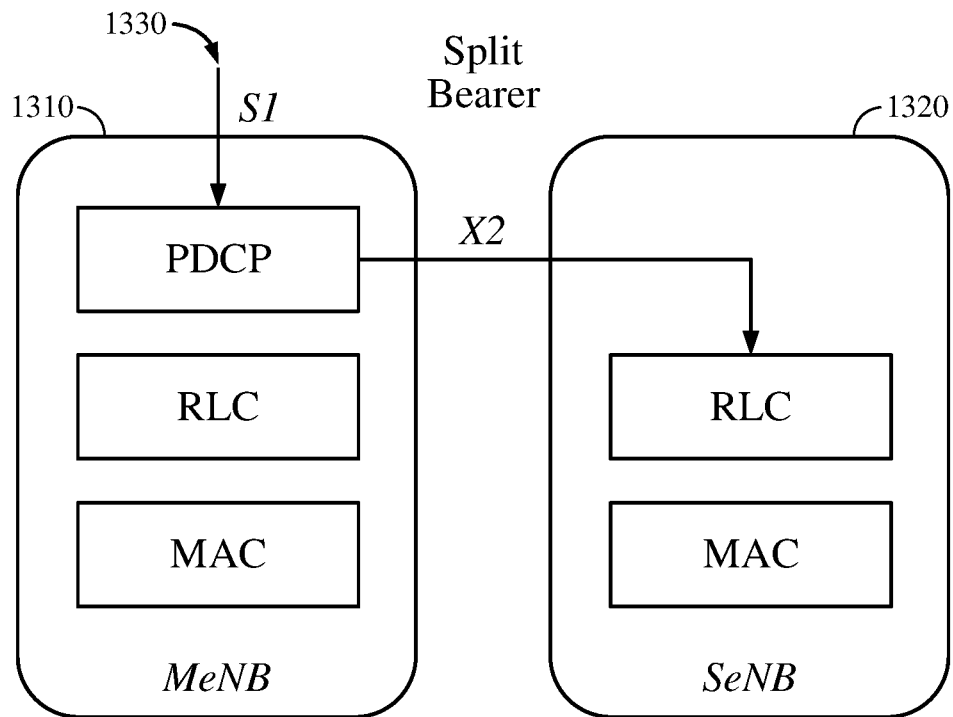 1330
Split
Bearer
1310
S1
1320
PDCP
X2
RLC
RLC
MAC
MAC
MeNB
SeNB